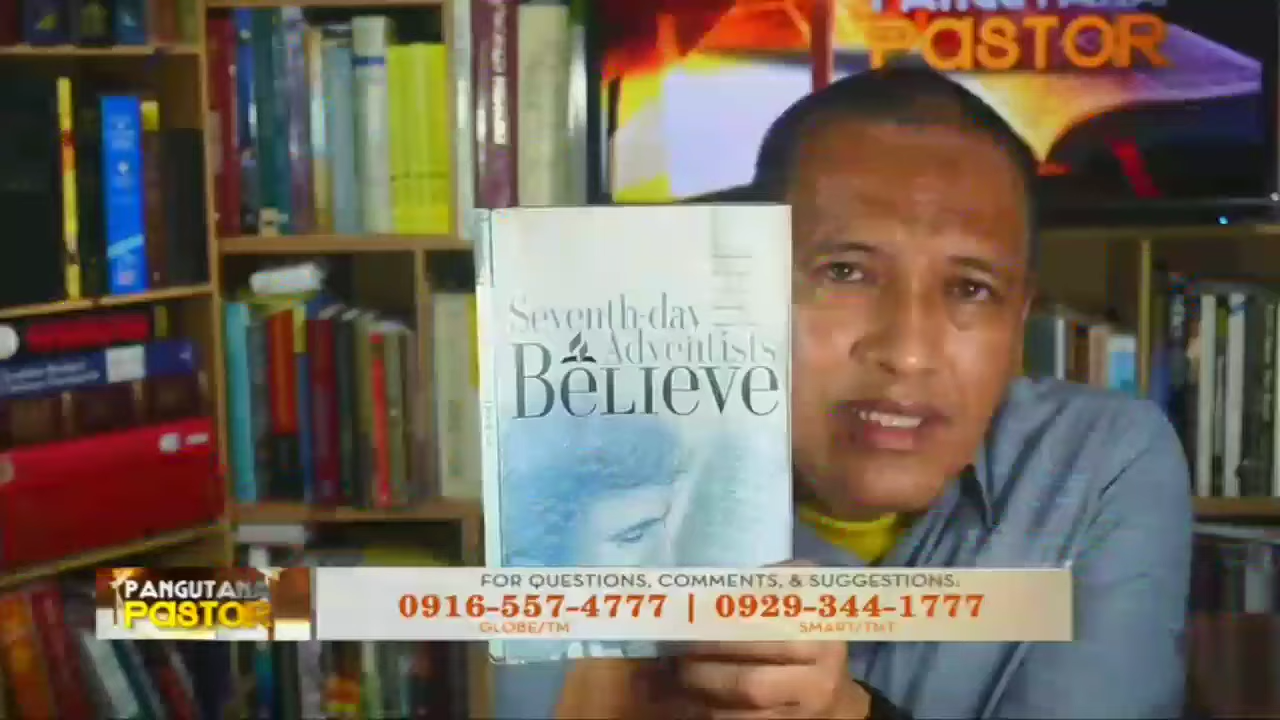 PASTOR
Seventh-day
Adventists
BELIEVE
PANGUTANA
PASTOR
FOR QUESTIONS, COMMENTS, & SUGGESTIONS:
0916-557-4777 | 0929-344-1777
GLOBE/TM SMART/TNT